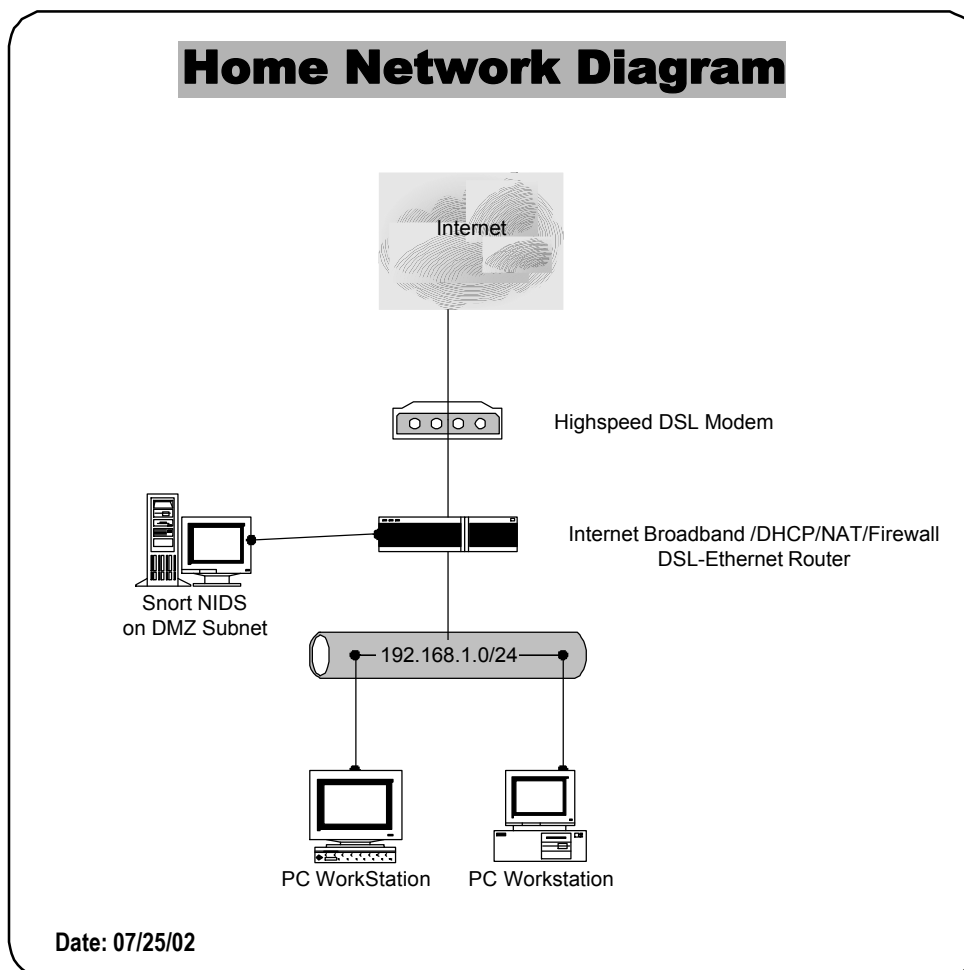 Home Network Diagram
Internet
Highspeed DSL Modem
Internet Broadband /DHCP/NAT/Firewall
DSL-Ethernet Router
Snort NIDS
on DMZ Subnet
192.168.1.0/24
PC WorkStation
PC Workstation
Date: 07/25/02